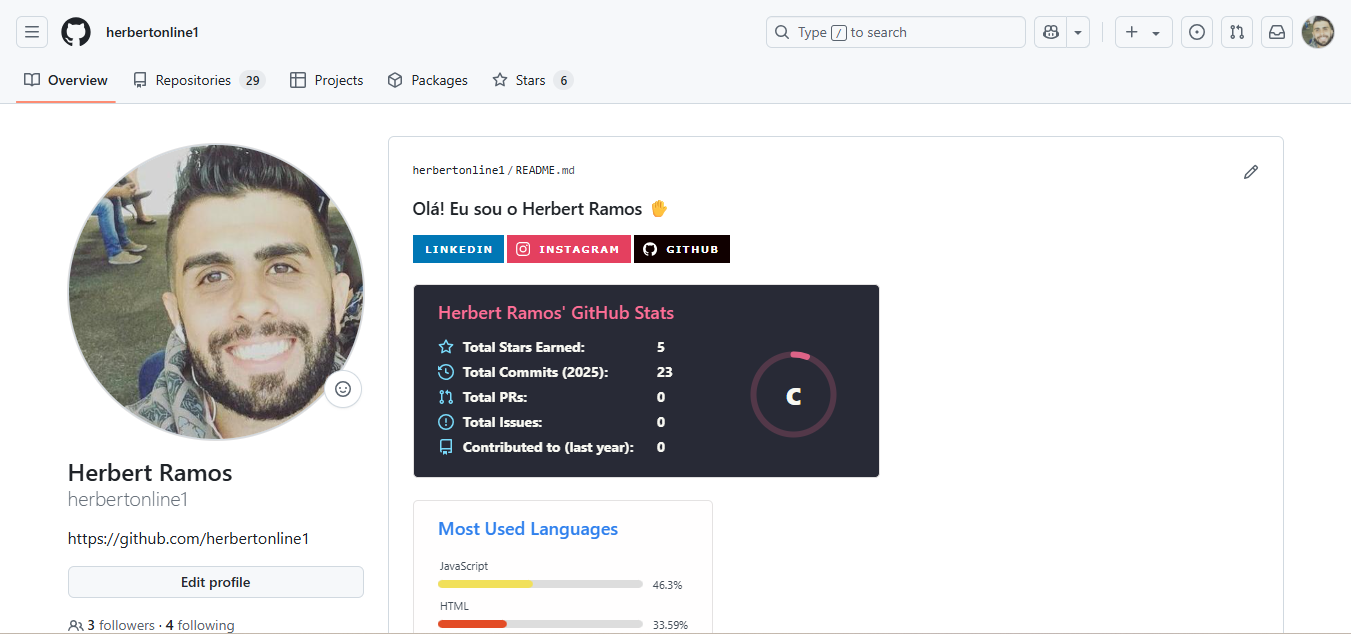 herbertonline1
Type / to search
Overview
Repositories 29
Projects
Packages
Stars 6
herbertonline1/README.md
Olá! Eu sou o Herbert Ramos ✋
LINKEDIN
INSTAGRAM
GITHUB
Herbert Ramos' GitHub Stats
Total Stars Earned: 5
Total Commits (2025): 23
Total PRs: 0
Total Issues: 0
Contributed to (last year): 0
C
Most Used Languages
JavaScript
46.3%
HTML
33.59%
Herbert Ramos
herbertonline1
https://github.com/herbertonline1
Edit profile
3 followers · 4 following